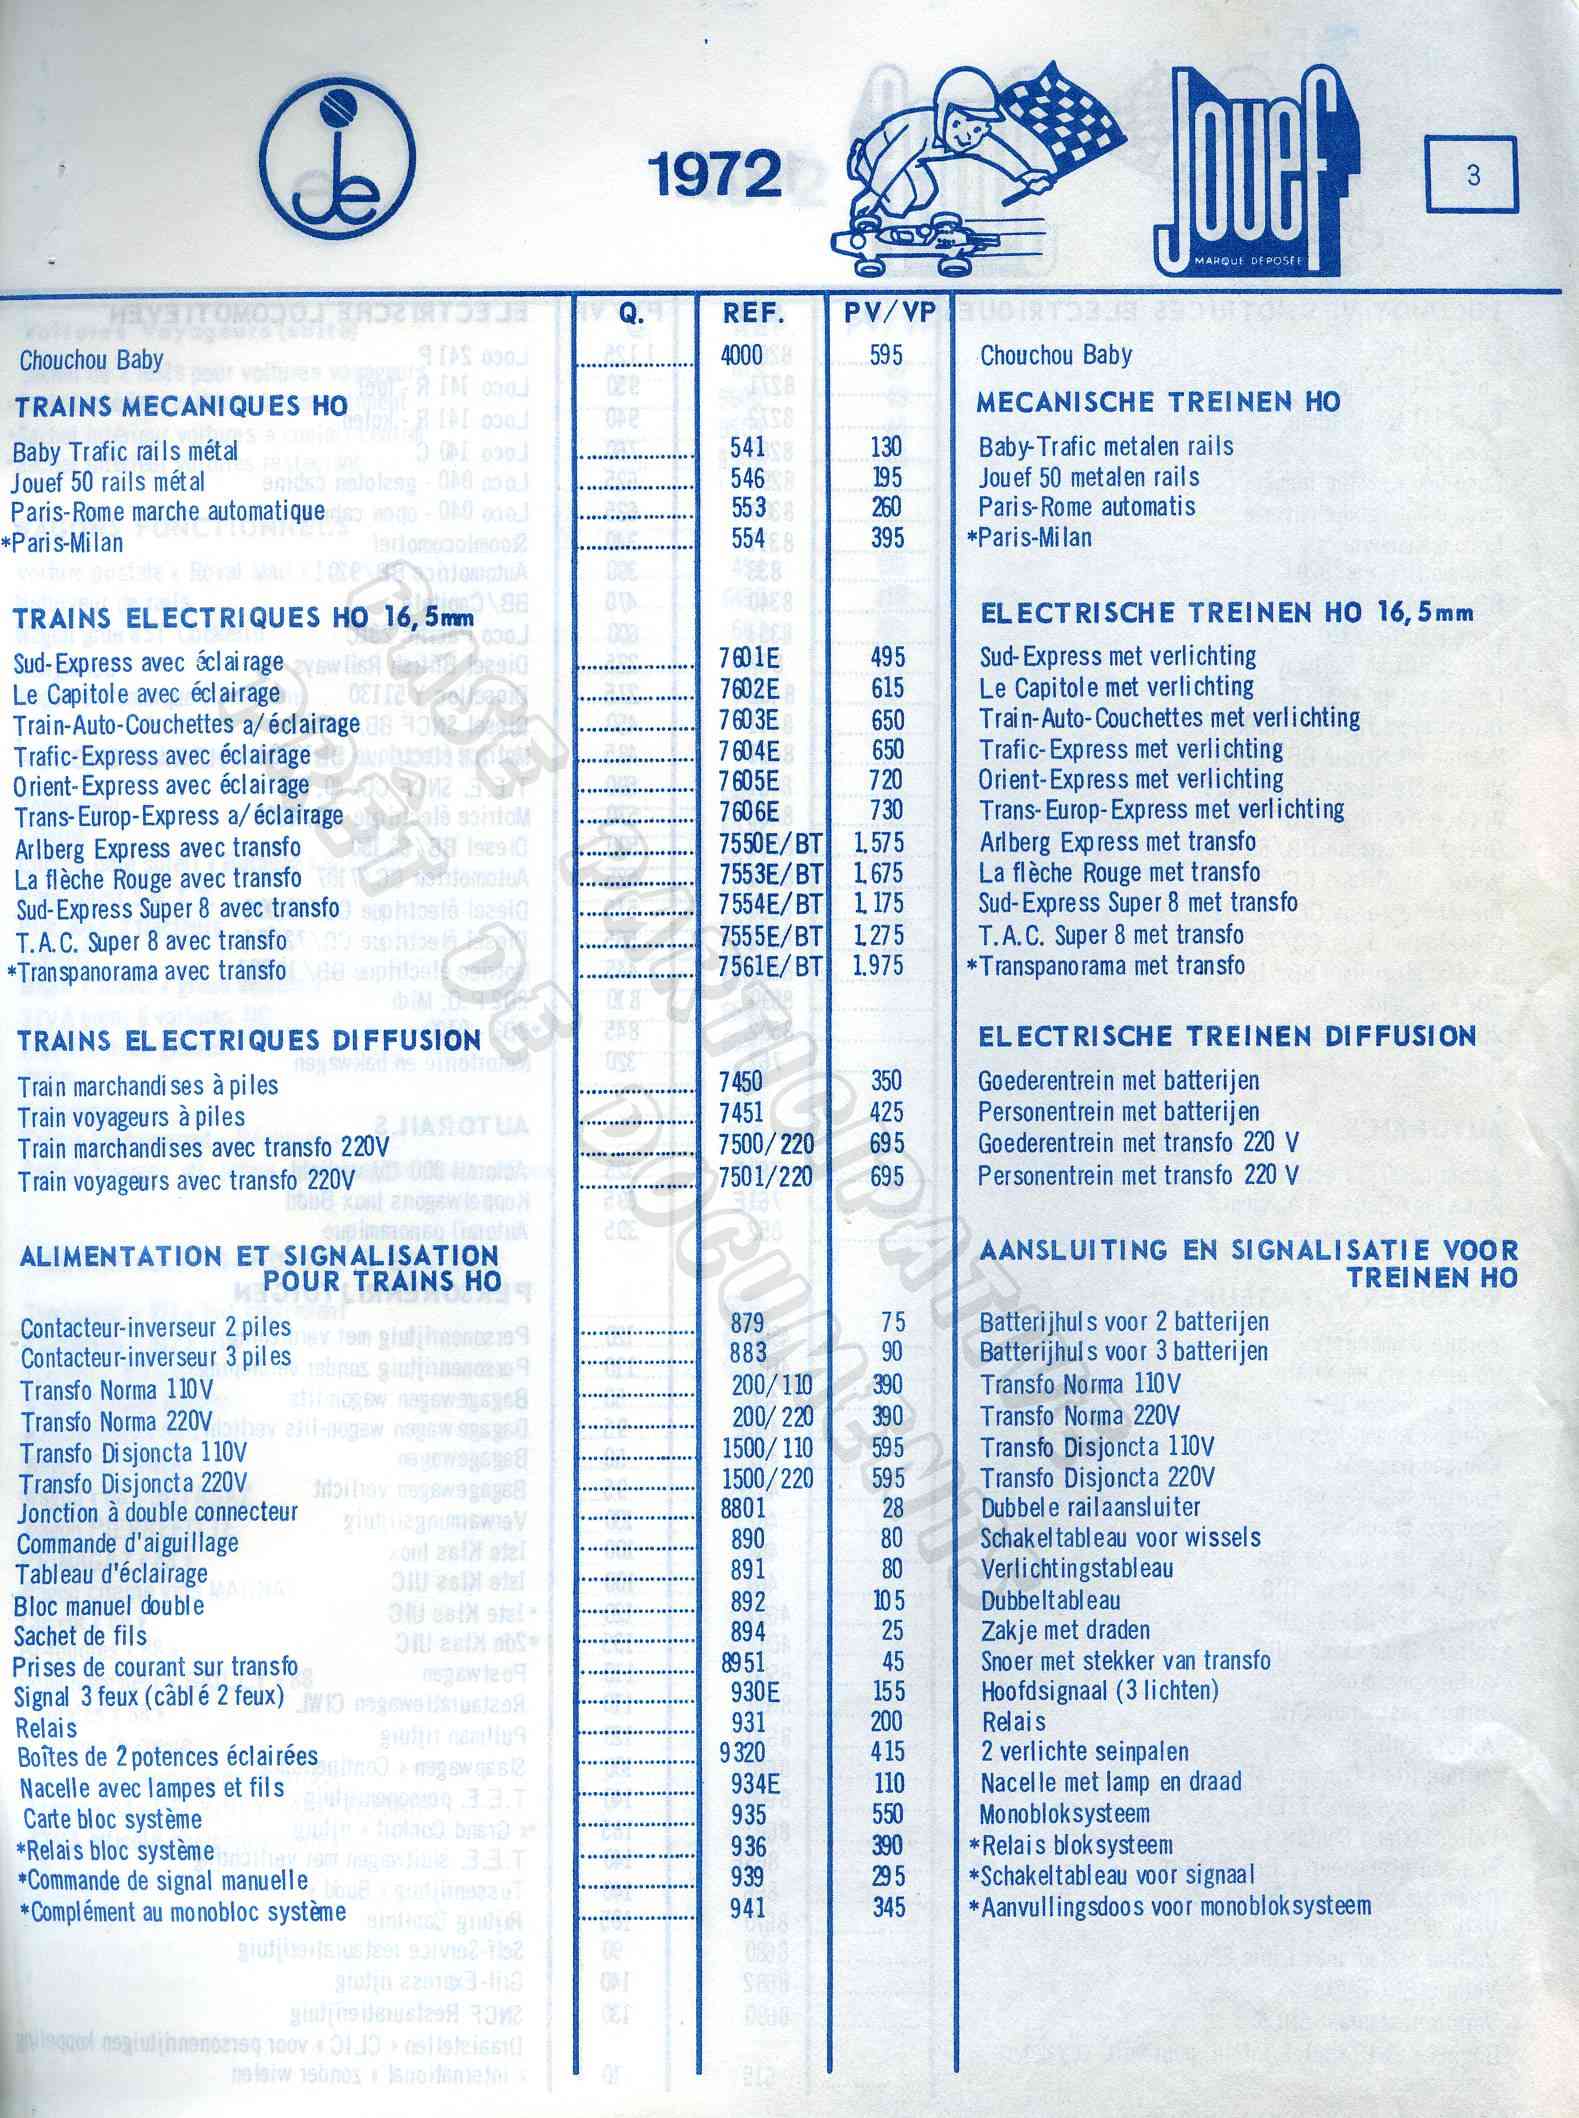 Je
1972
Jouef
MARQUE DÉPOSÉE
3
Q. REF. PV/VP
Chouchou Baby 4000 595 Chouchou Baby
TRAINS MECANIQUES HO MECANISCHE TREINEN HO
Baby Trafic rails métal 541 130 Baby-Trafic metalen rails
Jouef 50 rails métal 546 195 Jouef 50 metalen rails
Paris-Rome marche automatique 553 260 Paris-Rome automatis
*Paris-Milan 554 395 *Paris-Milan
TRAINS ELECTRIQUES HO 16,5mm ELECTRISCHE TREINEN HO 16,5mm
Sud-Express avec éclairage 7601E 495 Sud-Express met verlichting
Le Capitole avec éclairage 7602E 615 Le Capitole met verlichting
Train-Auto-Couchettes a/éclairage 7603E 650 Train-Auto-Couchettes met verlichting
Trafic-Express avec éclairage 7604E 650 Trafic-Express met verlichting
Orient-Express avec éclairage 7605E 720 Orient-Express met verlichting
Trans-Europ-Express a/éclairage 7606E 730 Trans-Europ-Express met verlichting
Arlberg Express avec transfo 7550E/BT 1.575 Arlberg Express met transfo
La flèche Rouge avec transfo 7553E/BT 1.675 La flèche Rouge met transfo
Sud-Express Super 8 avec transfo 7554E/BT 1.175 Sud-Express Super 8 met transfo
T.A.C. Super 8 avec transfo 7555E/BT 1.275 T.A.C. Super 8 met transfo
*Transpanorama avec transfo 7561E/BT 1.975 *Transpanorama met transfo
TRAINS ELECTRIQUES DIFFUSION ELECTRISCHE TREINEN DIFFUSION
Train marchandises à piles 7450 350 Goederentrein met batterijen
Train voyageurs à piles 7451 425 Personentrein met batterijen
Train marchandises avec transfo 220V 7500/220 695 Goederentrein met transfo 220 V
Train voyageurs avec transfo 220V 7501/220 695 Personentrein met transfo 220 V
ALIMENTATION ET SIGNALISATION AANSLUITING EN SIGNALISATIE VOOR
POUR TRAINS HO TREINEN HO
Contacteur-inverseur 2 piles 879 75 Batterijhuls voor 2 batterijen
Contacteur-inverseur 3 piles 883 90 Batterijhuls voor 3 batterijen
Transfo Norma 110V 200/110 390 Transfo Norma 110V
Transfo Norma 220V 200/220 390 Transfo Norma 220V
Transfo Disjoncta 110V 1500/110 595 Transfo Disjoncta 110V
Transfo Disjoncta 220V 1500/220 595 Transfo Disjoncta 220V
Jonction à double connecteur 8801 28 Dubbele railaansluiter
Commande d'aiguillage 890 80 Schakeltableau voor wissels
Tableau d'éclairage 891 80 Verlichtingstableau
Bloc manuel double 892 105 Dubbeltableau
Sachet de fils 894 25 Zakje met draden
Prises de courant sur transfo 8951 45 Snoer met stekker van transfo
Signal 3 feux (câblé 2 feux) 930E 155 Hoofdsignaal (3 lichten)
Relais 931 200 Relais
Boîtes de 2 potences éclairées 9320 415 2 verlichte seinpalen
Nacelle avec lampes et fils 934E 110 Nacelle met lamp en draad
Carte bloc système 935 550 Monobloksysteem
*Relais bloc système 936 390 *Relais bloksysteem
*Commande de signal manuelle 939 295 *Schakeltableau voor signaal
*Complément au monobloc système 941 345 *Aanvullingsdoos voor monobloksysteem